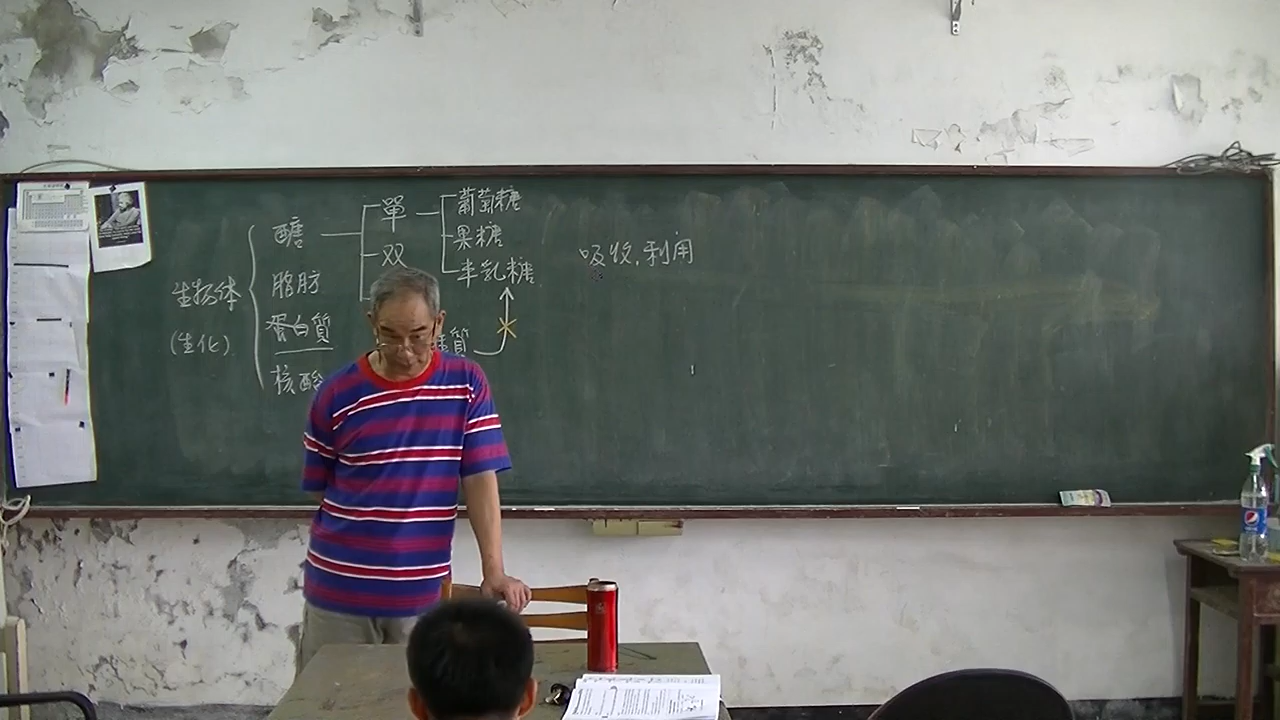 醣
單
葡萄糖
果糖
双
半乳糖
吸收,利用
脂肪
生物体
(生化)
蛋白質
核酸
質